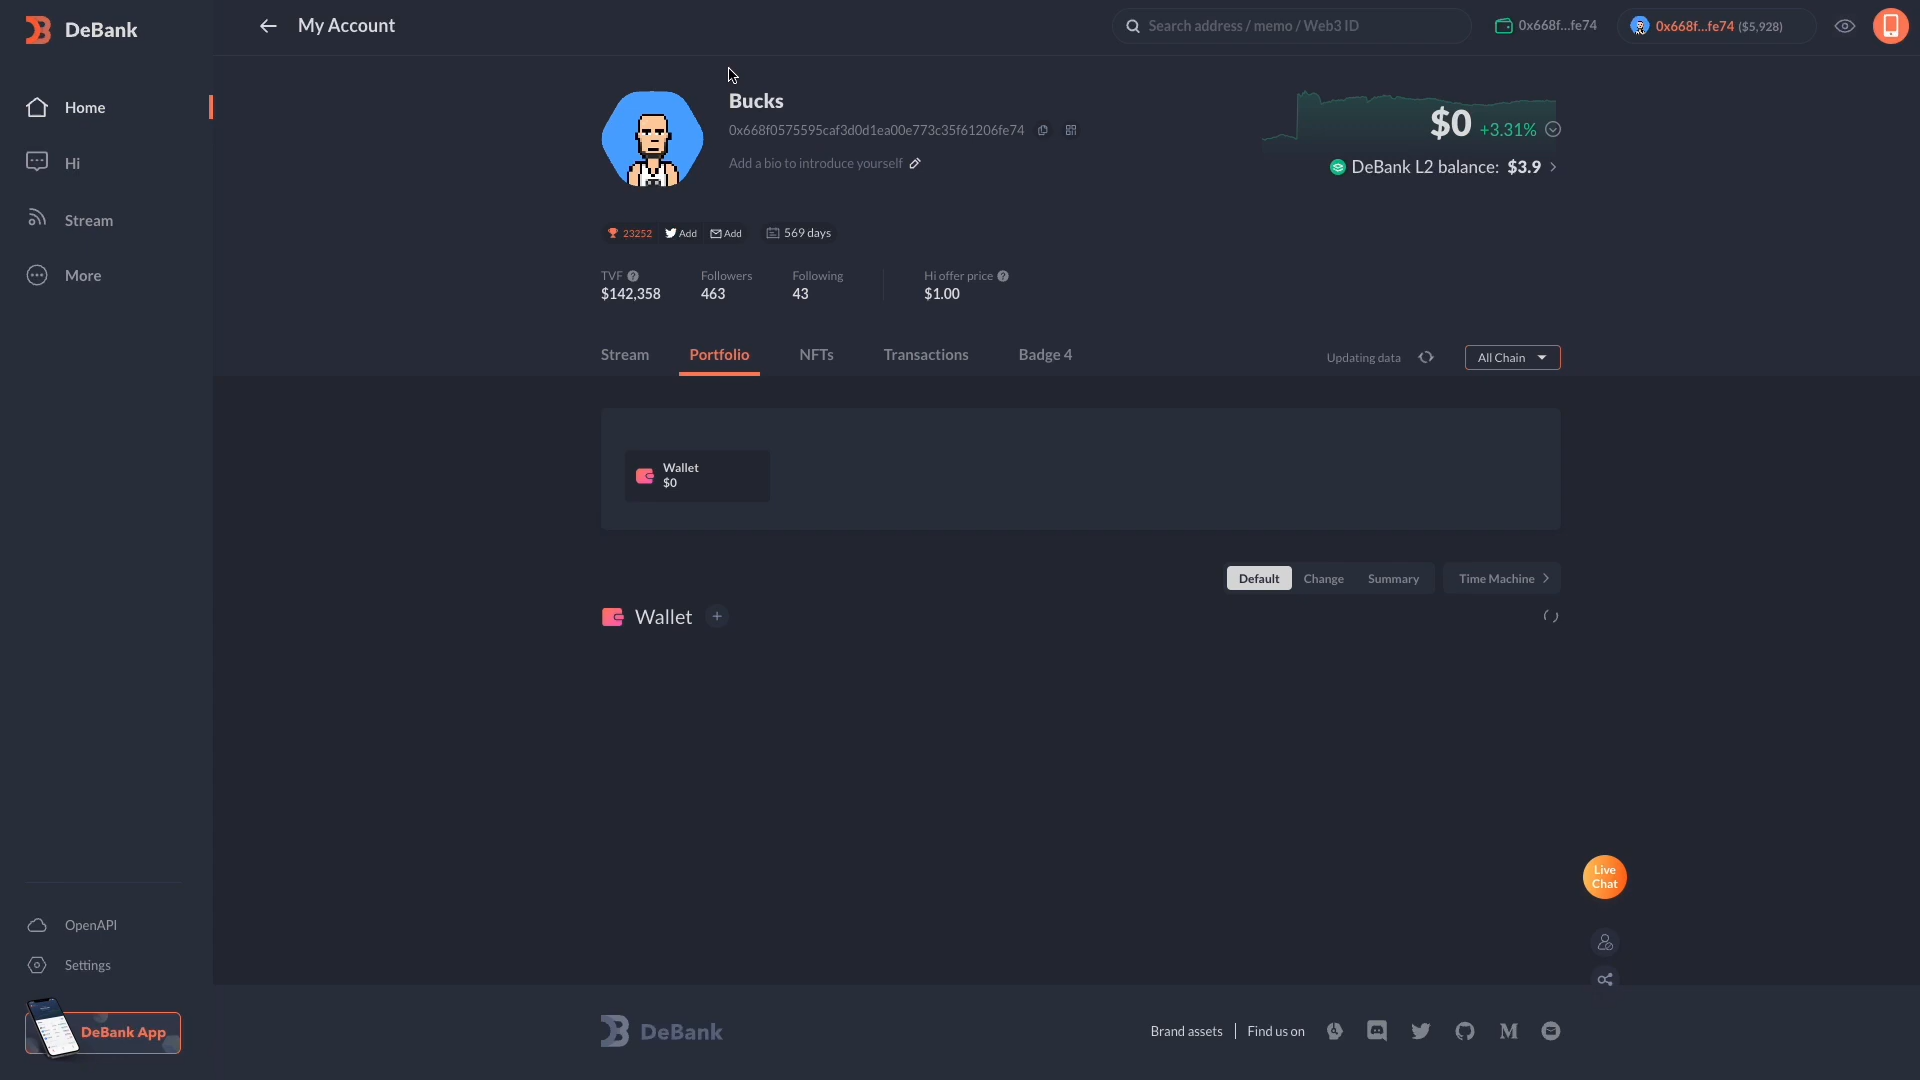 DeBank
My Account
Search address / memo / Web3 ID
0x668f...fe74
0x668f...fe74 ($5,928)
Home
Hi
Stream
More
Bucks
0x668f0575595caf3d0d1ea00e773c35f61206fe74
Add a bio to introduce yourself
$0 +3.31%
DeBank L2 balance: $3.9
23252 Add Add 569 days
TVF ? Followers Following Hi offer price ?
$142,358 463 43 $1.00
Stream Portfolio NFTs Transactions Badge 4
Updating data All Chain
Wallet
$0
Default Change Summary Time Machine
Wallet +
Live
Chat
OpenAPI
Settings
DeBank App
DeBank
Brand assets | Find us on